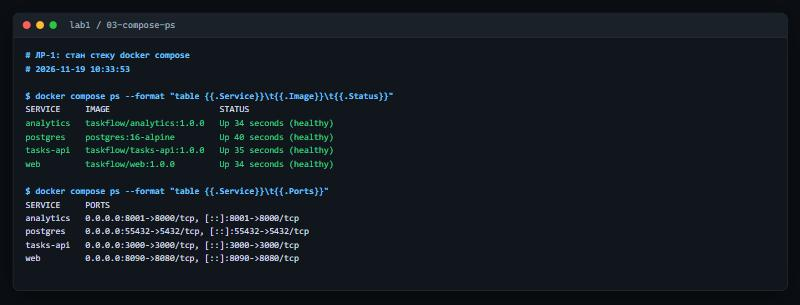 lab1 / 03-compose-ps
# ЛР-1: стан стеку docker compose
# 2026-11-19 10:33:53
$ docker compose ps --format "table {{.Service}}\t{{.Image}}\t{{.Status}}"
SERVICE IMAGE STATUS
analytics taskflow/analytics:1.0.0 Up 34 seconds (healthy)
postgres postgres:16-alpine Up 40 seconds (healthy)
tasks-api taskflow/tasks-api:1.0.0 Up 35 seconds (healthy)
web taskflow/web:1.0.0 Up 34 seconds (healthy)
$ docker compose ps --format "table {{.Service}}\t{{.Ports}}"
SERVICE PORTS
analytics 0.0.0.0:8001->8000/tcp, [::]:8001->8000/tcp
postgres 0.0.0.0:55432->5432/tcp, [::]:55432->5432/tcp
tasks-api 0.0.0.0:3000->3000/tcp, [::]:3000->3000/tcp
web 0.0.0.0:8090->8080/tcp, [::]:8090->8080/tcp